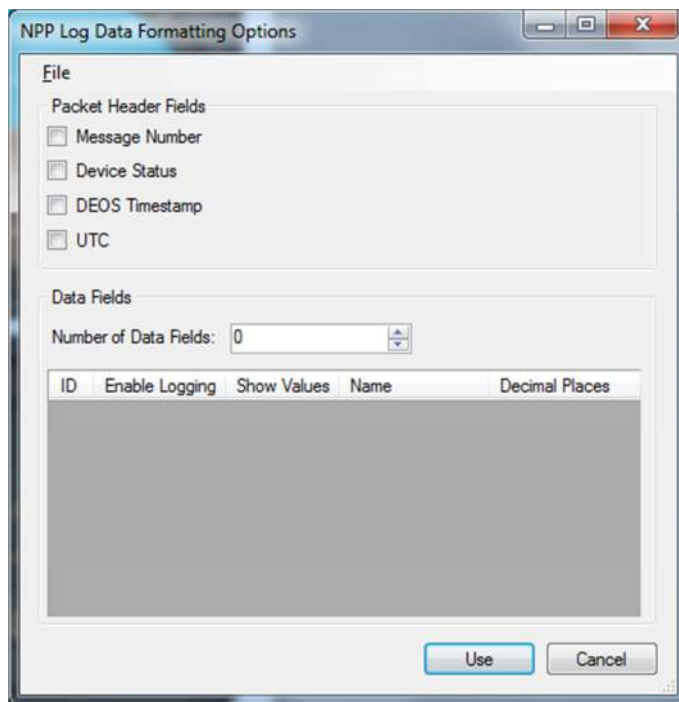 NPP Log Data Formatting Options
File
Packet Header Fields
Message Number
Device Status
DEOS Timestamp
UTC
Data Fields
Number of Data Fields: 0
ID Enable Logging Show Values Name Decimal Places
Use Cancel